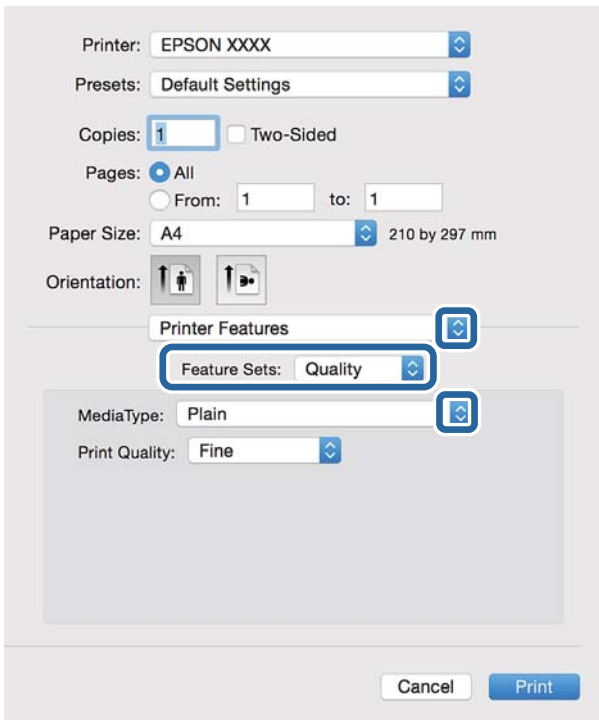 Printer: EPSON XXXX
Presets: Default Settings
Copies: 1 Two-Sided
Pages: All
From: 1 to: 1
Paper Size: A4 210 by 297 mm
Orientation:
Printer Features
Feature Sets: Quality
MediaType: Plain
Print Quality: Fine
Cancel Print